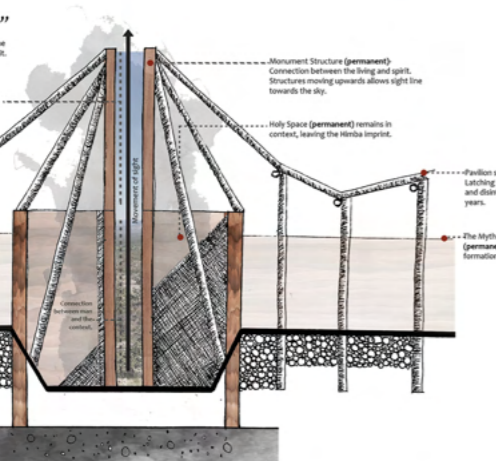 ”
lt.
Monument Structure (permanent)-
Connection between the living and spirit.
Structures moving upwards allows sight line
towards the sky.
Holy Space (permanent) remains in
context, leaving the Himba imprint.
Movement of sight
Pavilion s
Latching
and disin
years.
The Myth
(permane
formation
Connection
between man
and the
context.